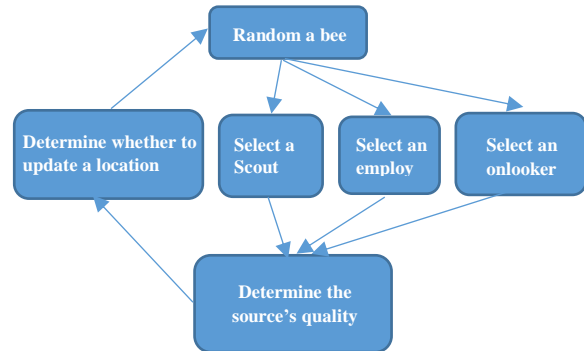 Random a bee
Determine whether to
update a location
Select a
Scout
Select an
employ
Select an
onlooker
Determine the
source's quality